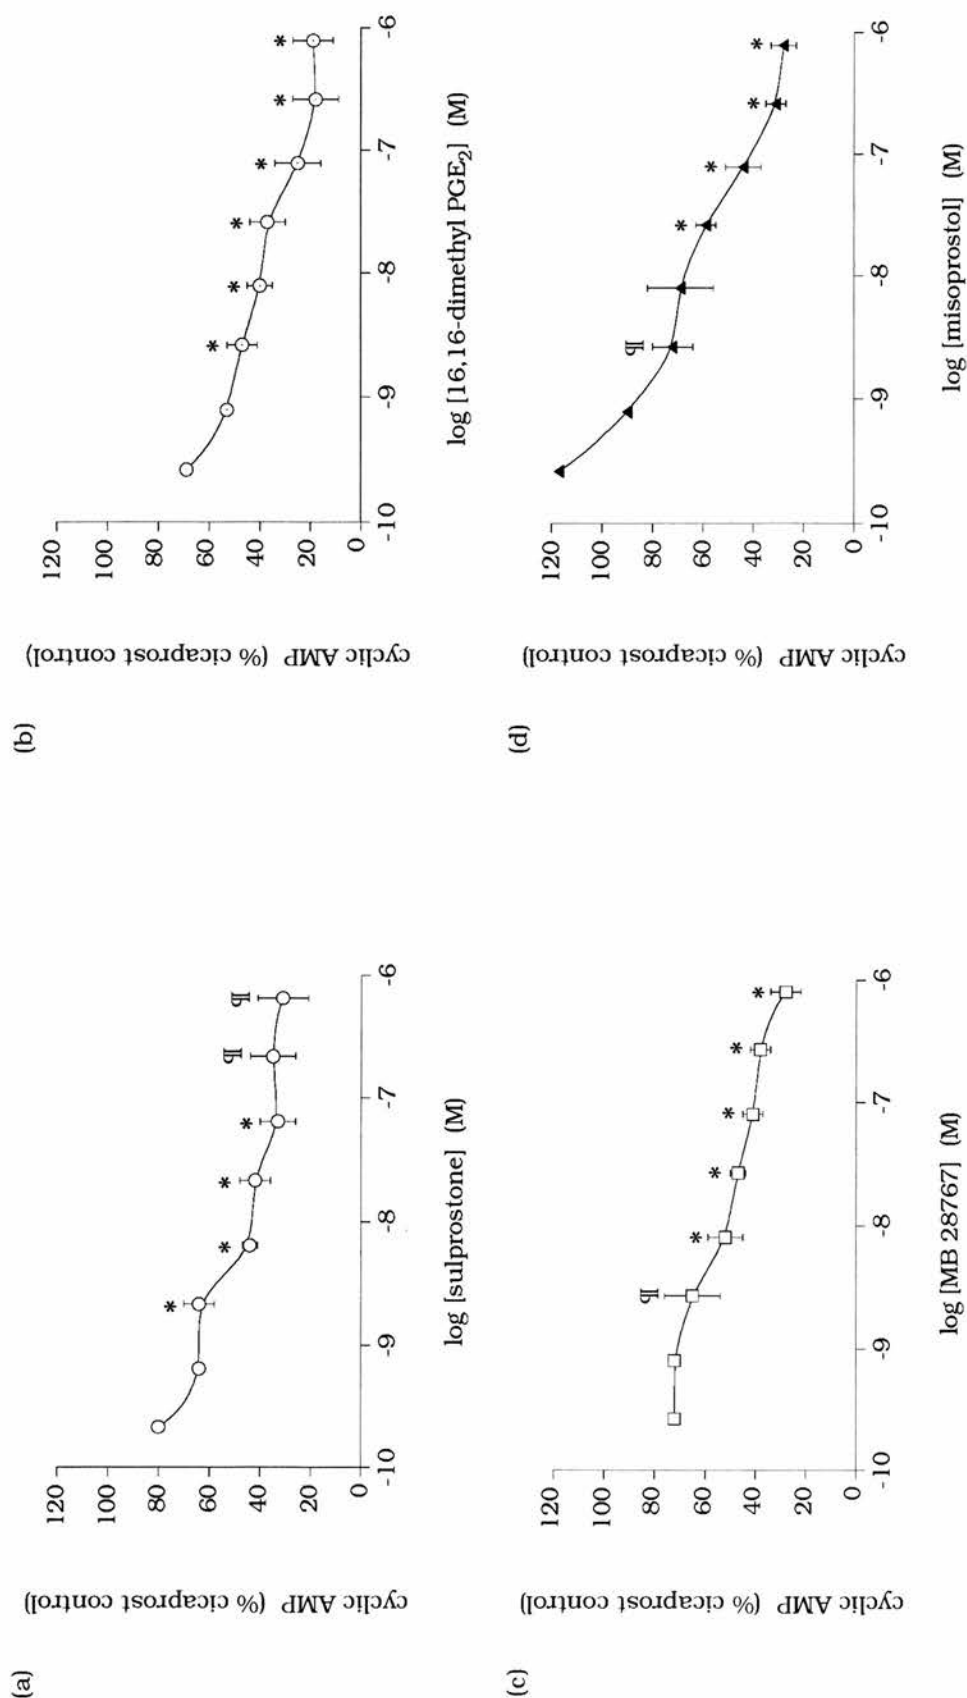 (a)
cyclic AMP (% cicaprost control)
120
100
80
60
40
20
0
* * * * ¶ ¶
-10 -9 -8 -7 -6
log [sulprostone] (M)
(b)
cyclic AMP (% cicaprost control)
120
100
80
60
40
20
0
* * * * * *
-10 -9 -8 -7 -6
log [16,16-dimethyl PGE₂] (M)
(c)
cyclic AMP (% cicaprost control)
120
100
80
60
40
20
0
¶ * * * * *
-10 -9 -8 -7 -6
log [MB 28767] (M)
(d)
cyclic AMP (% cicaprost control)
120
100
80
60
40
20
0
¶ * * * *
-10 -9 -8 -7 -6
log [misoprostol] (M)